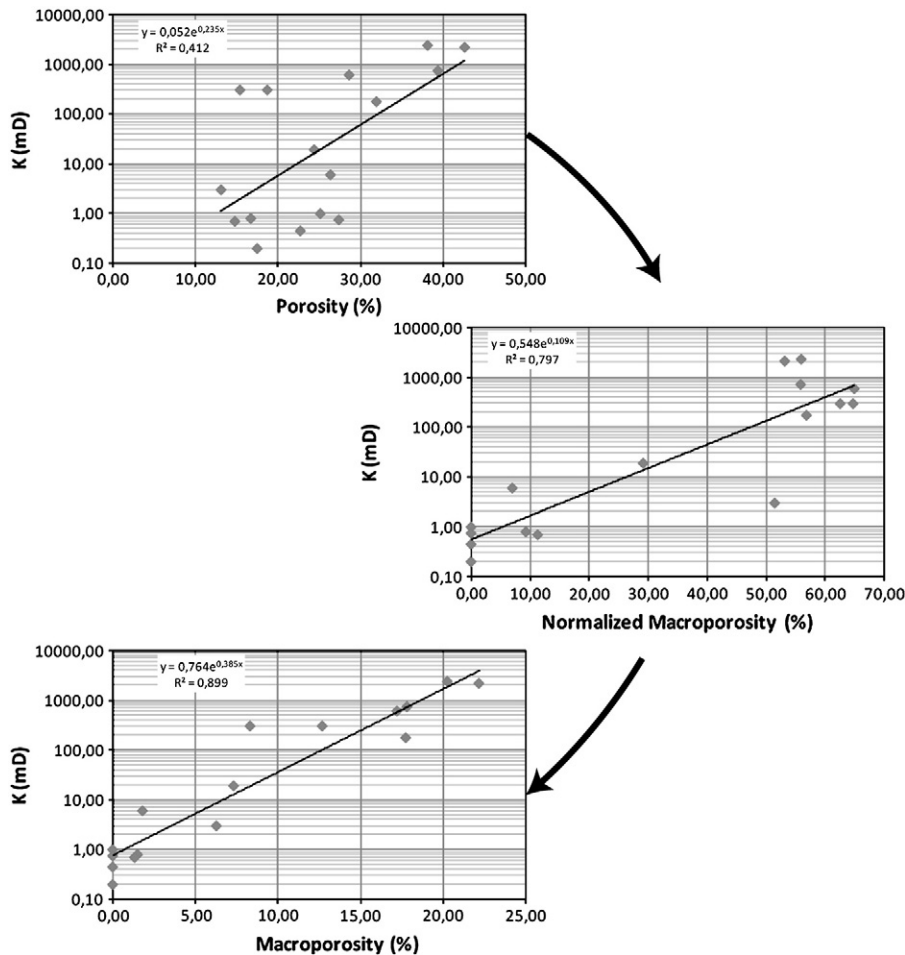 10000,00
1000,00
100,00
10,00
1,00
0,10
K (mD)
y = 0,052e^0,235x
R² = 0,412
0,00 10,00 20,00 30,00 40,00 50,00
Porosity (%)
10000,00
1000,00
100,00
10,00
1,00
0,10
K (mD)
y = 0,548e^0,109x
R² = 0,797
0,00 10,00 20,00 30,00 40,00 50,00 60,00 70,00
Normalized Macroporosity (%)
10000,00
1000,00
100,00
10,00
1,00
0,10
K (mD)
y = 0,764e^0,385x
R² = 0,899
0,00 5,00 10,00 15,00 20,00 25,00
Macroporosity (%)